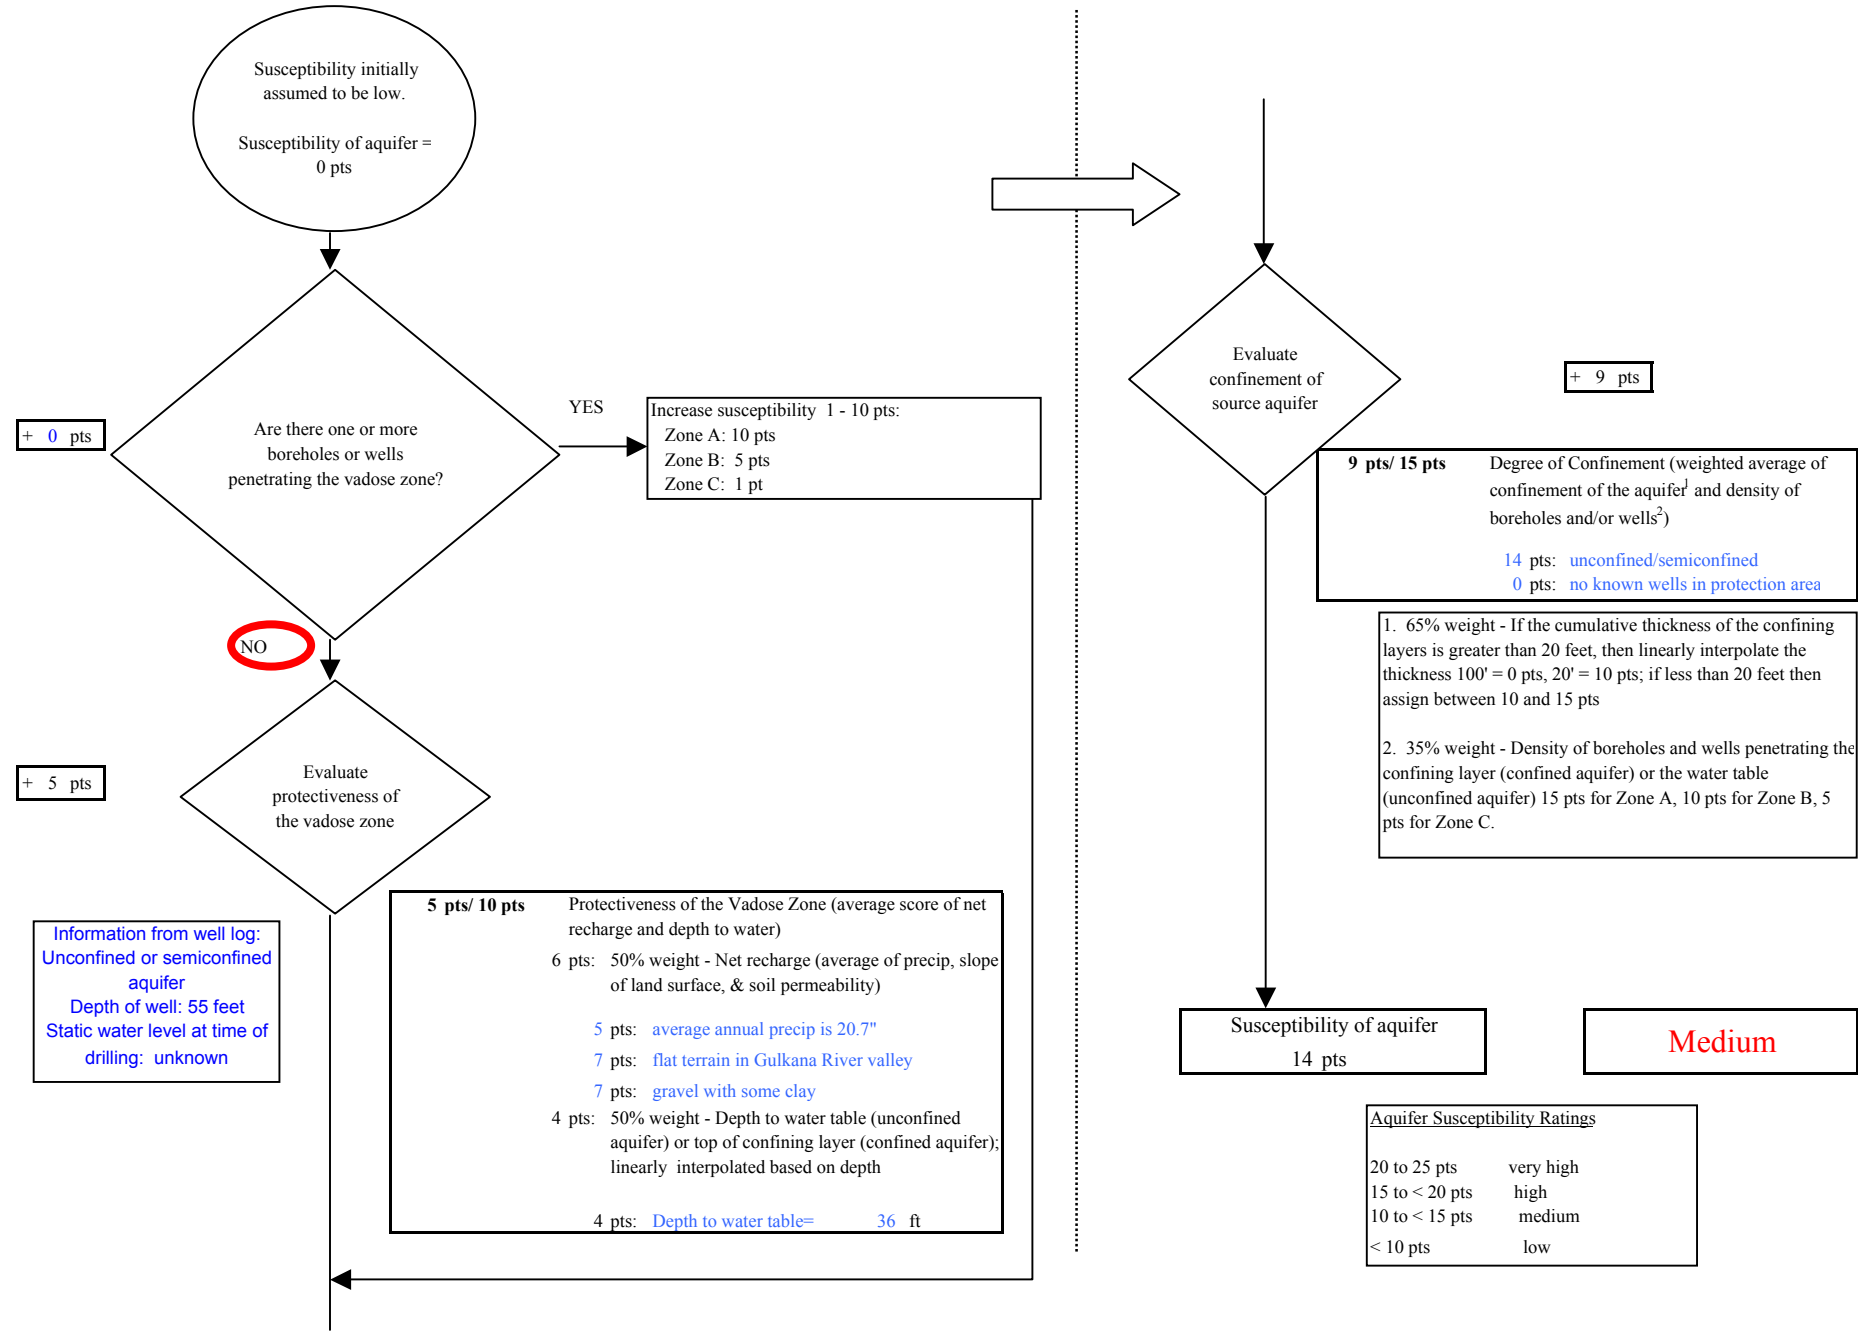 Susceptibility initially
assumed to be low.
Susceptibility of aquifer =
0 pts
Are there one or more
boreholes or wells
penetrating the vadose zone?
+ 0 pts
YES
Increase susceptibility 1 - 10 pts:
Zone A: 10 pts
Zone B: 5 pts
Zone C: 1 pt
NO
Evaluate
protectiveness of
the vadose zone
+ 5 pts
Information from well log:
Unconfined or semiconfined
aquifer
Depth of well: 55 feet
Static water level at time of
drilling: unknown
5 pts/ 10 pts Protectiveness of the Vadose Zone (average score of net
recharge and depth to water)
6 pts: 50% weight - Net recharge (average of precip, slope
of land surface, & soil permeability)
5 pts: average annual precip is 20.7"
7 pts: flat terrain in Gulkana River valley
7 pts: gravel with some clay
4 pts: 50% weight - Depth to water table (unconfined
aquifer) or top of confining layer (confined aquifer);
linearly interpolated based on depth
4 pts: Depth to water table= 36 ft
Evaluate
confinement of
source aquifer
+ 9 pts
9 pts/ 15 pts Degree of Confinement (weighted average of
confinement of the aquifer1 and density of
boreholes and/or wells2)
14 pts: unconfined/semiconfined
0 pts: no known wells in protection area
1. 65% weight - If the cumulative thickness of the confining
layers is greater than 20 feet, then linearly interpolate the
thickness 100' = 0 pts, 20' = 10 pts; if less than 20 feet then
assign between 10 and 15 pts
2. 35% weight - Density of boreholes and wells penetrating the
confining layer (confined aquifer) or the water table
(unconfined aquifer) 15 pts for Zone A, 10 pts for Zone B, 5
pts for Zone C.
Susceptibility of aquifer
14 pts
Medium
Aquifer Susceptibility Ratings
20 to 25 pts very high
15 to < 20 pts high
10 to < 15 pts medium
< 10 pts low